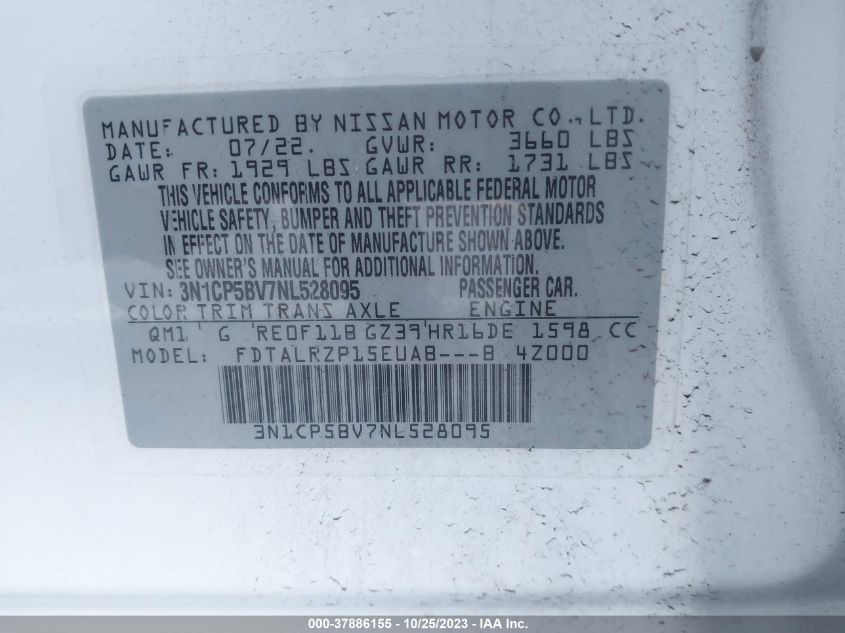 MANUFACTURED BY NISSAN MOTOR CO.,LTD.
DATE: 07/22. GVWR: 3660 LBS
GAWR FR: 1929 LBS GAWR RR: 1731 LBS
THIS VEHICLE CONFORMS TO ALL APPLICABLE FEDERAL MOTOR
VEHICLE SAFETY, BUMPER AND THEFT PREVENTION STANDARDS
IN EFFECT ON THE DATE OF MANUFACTURE SHOWN ABOVE.
SEE OWNER'S MANUAL FOR ADDITIONAL INFORMATION.
VIN: 3N1CP5BV7NL528095 PASSENGER CAR.
COLOR TRIM TRANS AXLE ENGINE
QM1 G RE0F11B GZ39 HR16DE 1598 CC
MODEL: FDTALRZP15EUAB---B 4Z000
3N1CP5BV7NL528095
000-37886155 - 10/25/2023 - IAA Inc.